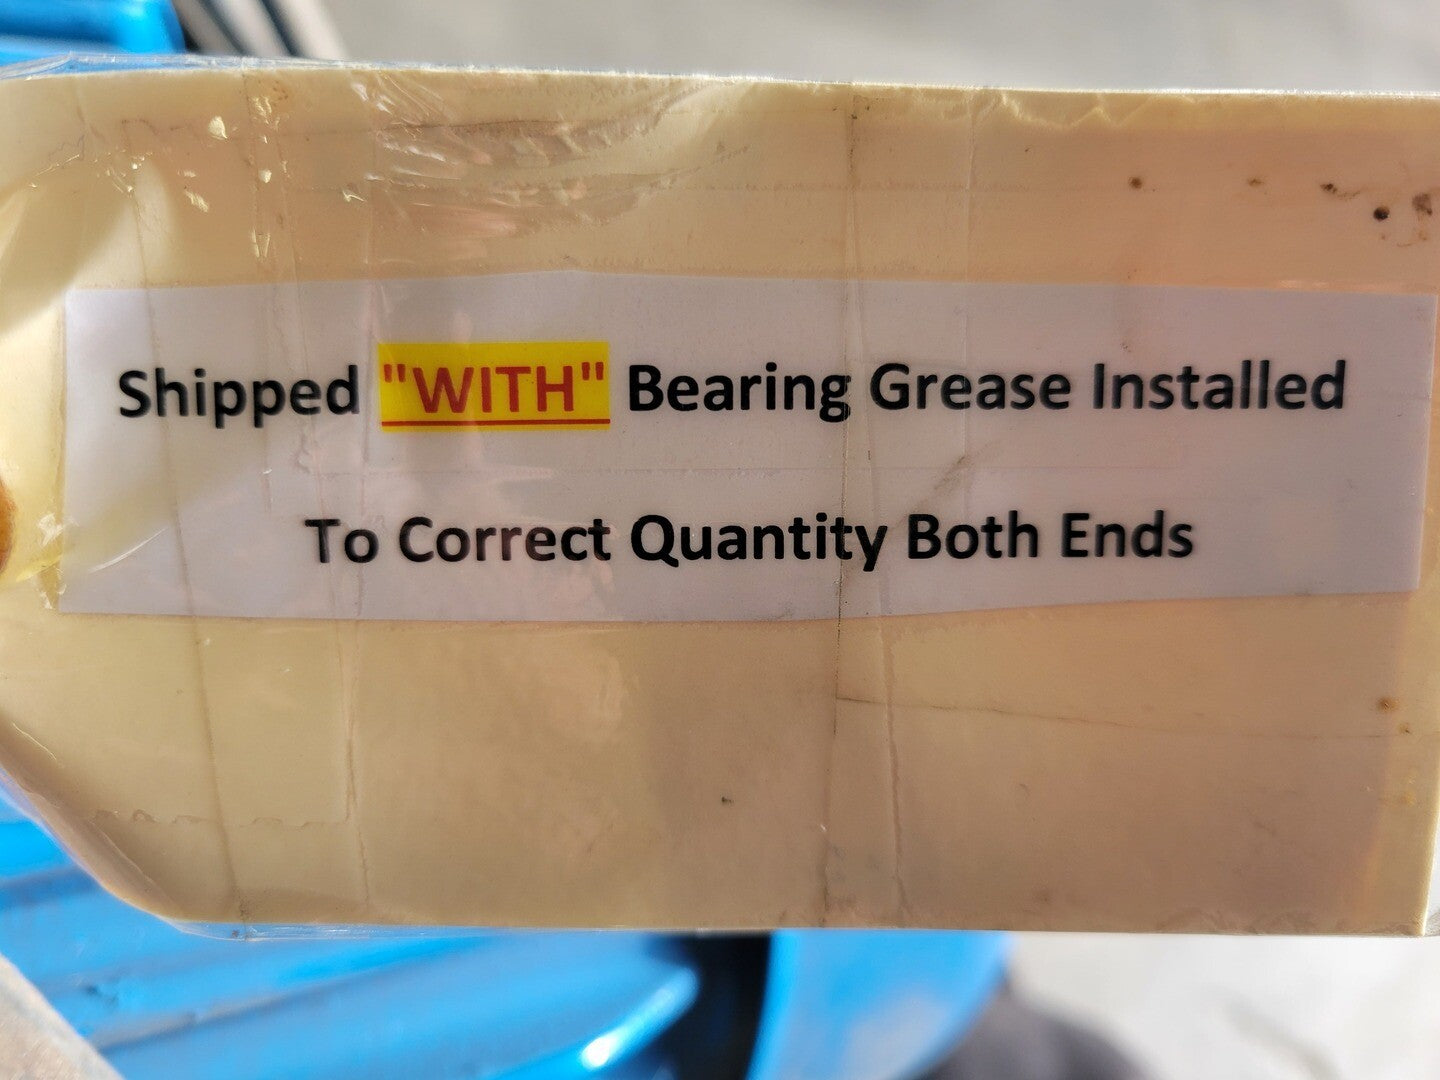 Shipped "WITH" Bearing Grease Installed
To Correct Quantity Both Ends